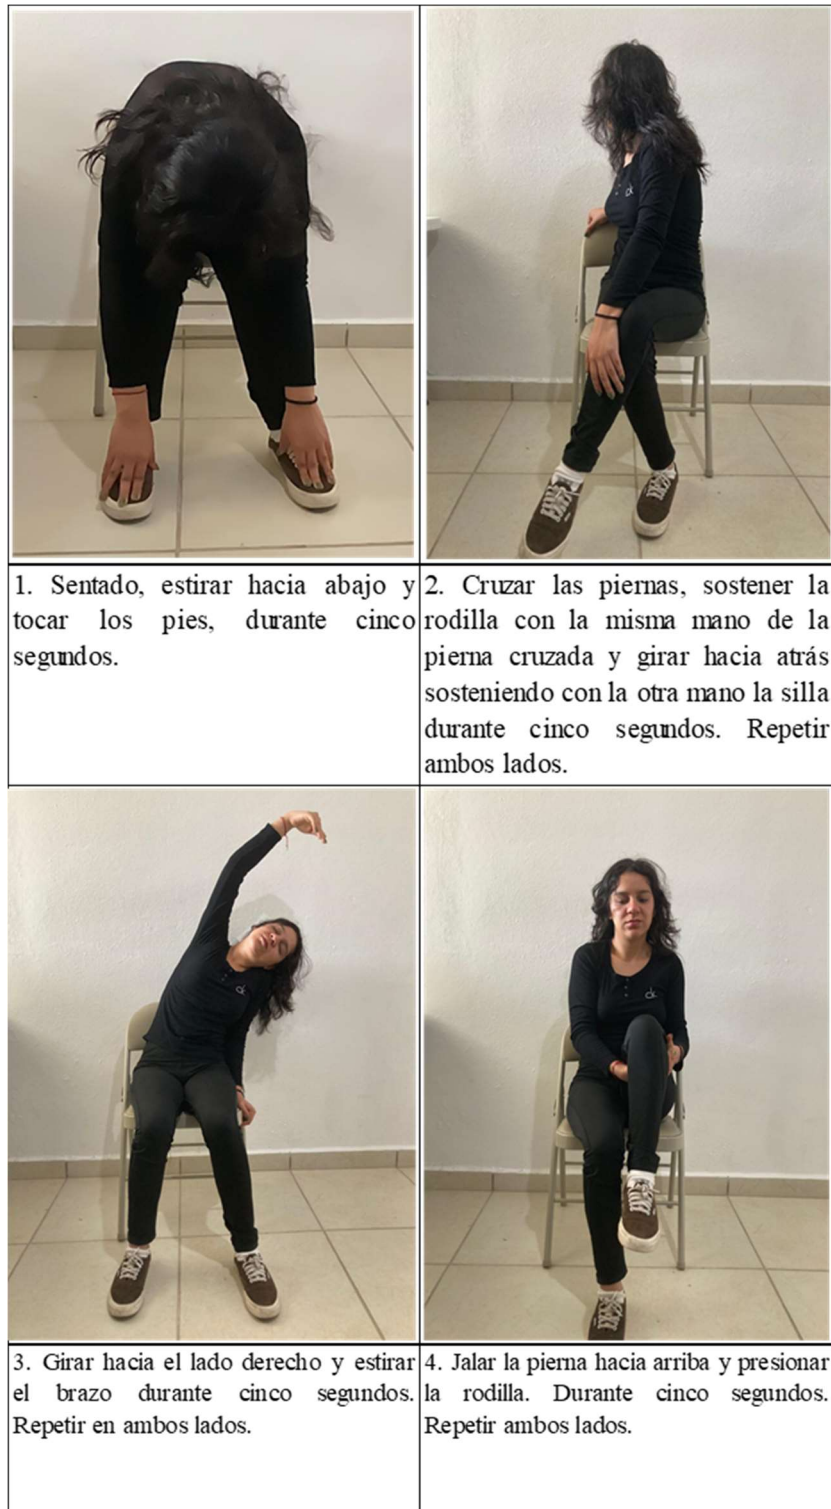 1. Sentado, estirar hacia abajo y
tocar los pies, durante cinco
segundos.
2. Cruzar las piernas, sostener la
rodilla con la misma mano de la
pierna cruzada y girar hacia atrás
sosteniendo con la otra mano la silla
durante cinco segundos. Repetir
ambos lados.
ck
ck
ck
3. Girar hacia el lado derecho y estirar
el brazo durante cinco segundos.
Repetir en ambos lados.
4. Jalar la pierna hacia arriba y presionar
la rodilla. Durante cinco segundos.
Repetir ambos lados.